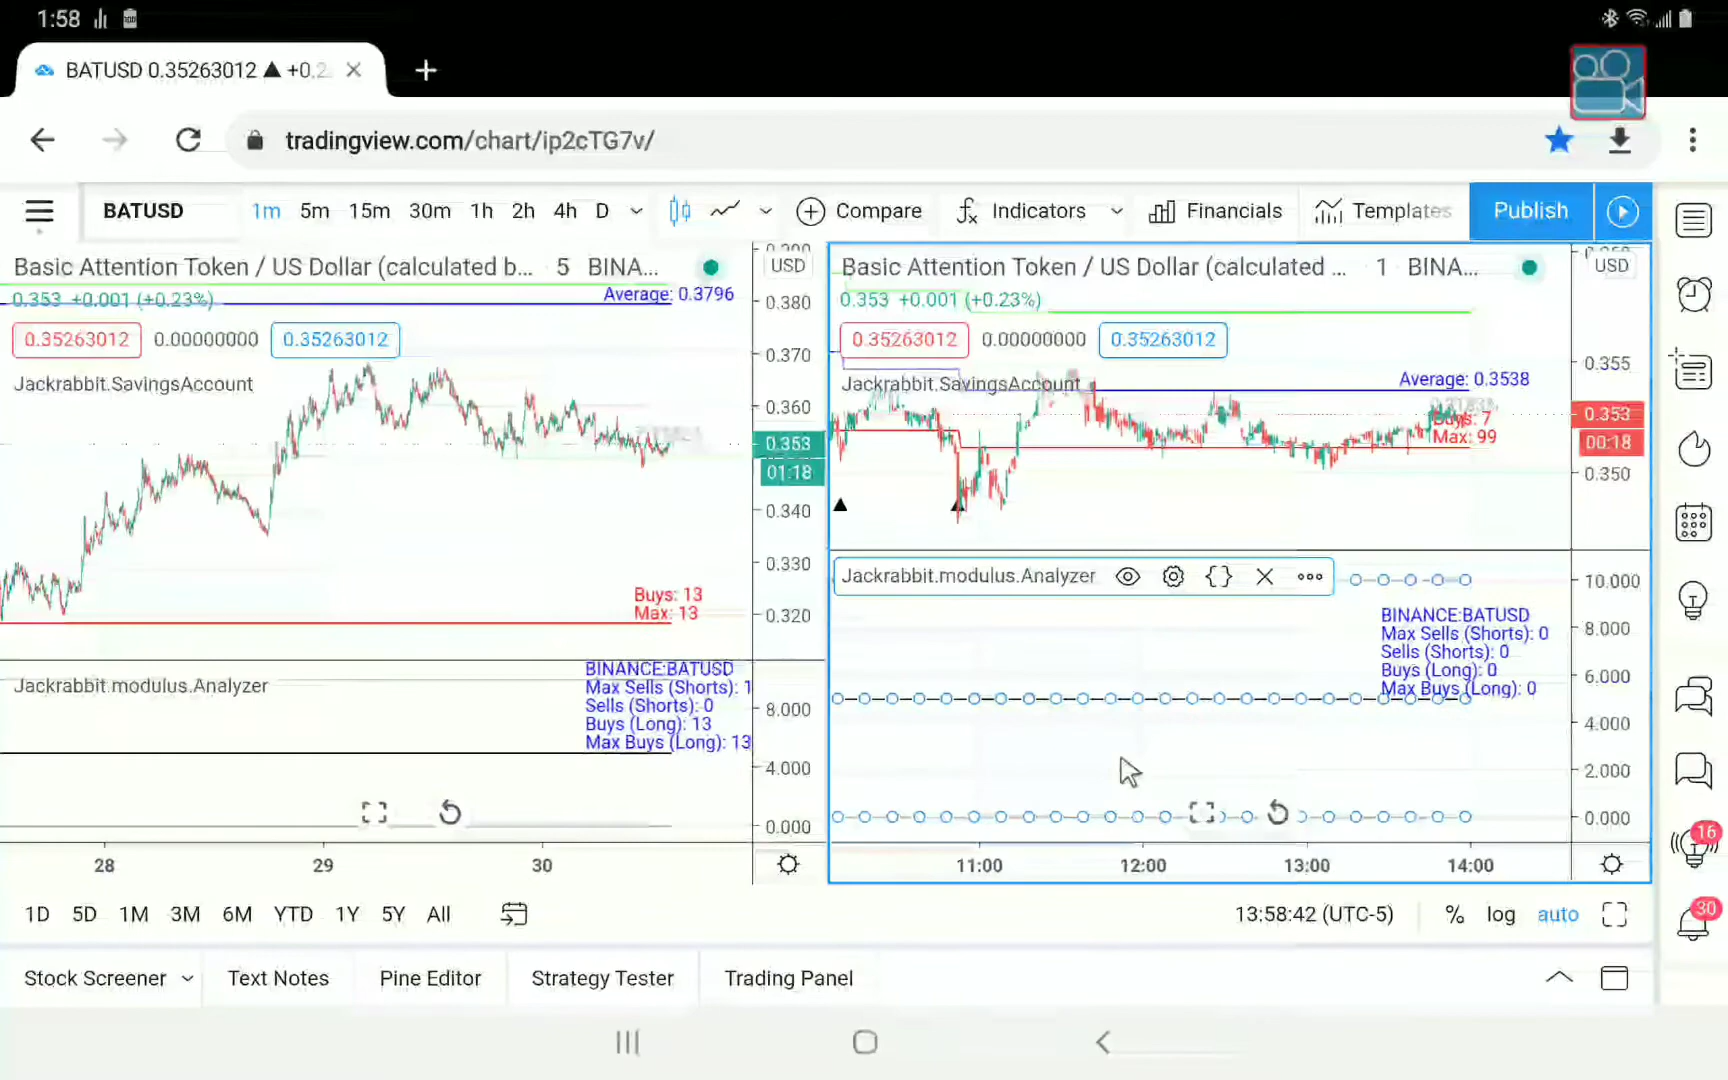 1:58
BATUSD 0.35263012 ▲ +0.2
tradingview.com/chart/ip2cTG7v/
BATUSD 1m 5m 15m 30m 1h 2h 4h D Compare Indicators Financials Templates Publish
Basic Attention Token / US Dollar (calculated b... · 5 BINA...
0.353 +0.001 (+0.23%)
Average: 0.3796
0.35263012 0.00000000 0.35263012
Jackrabbit.SavingsAccount
Buys: 13
Max: 13
USD
0.380
0.370
0.360
0.353
01:18
0.340
0.330
0.320
Jackrabbit.modulus.Analyzer
BINANCE:BATUSD
Max Sells (Shorts): 1
Sells (Shorts): 0
Buys (Long): 13
Max Buys (Long): 13
8.000
4.000
0.000
28 29 30
Basic Attention Token / US Dollar (calculated ... · 1 BINA...
0.353 +0.001 (+0.23%)
0.35263012 0.00000000 0.35263012
Jackrabbit.SavingsAccount
Average: 0.3538
Buys: 7
Max: 99
USD
0.355
0.353
00:18
0.350
Jackrabbit.modulus.Analyzer
BINANCE:BATUSD
Max Sells (Shorts): 0
Sells (Shorts): 0
Buys (Long): 0
Max Buys (Long): 0
10.000
8.000
6.000
4.000
2.000
0.000
11:00 12:00 13:00 14:00
16
30
1D 5D 1M 3M 6M YTD 1Y 5Y All
13:58:42 (UTC-5) % log auto
Stock Screener Text Notes Pine Editor Strategy Tester Trading Panel